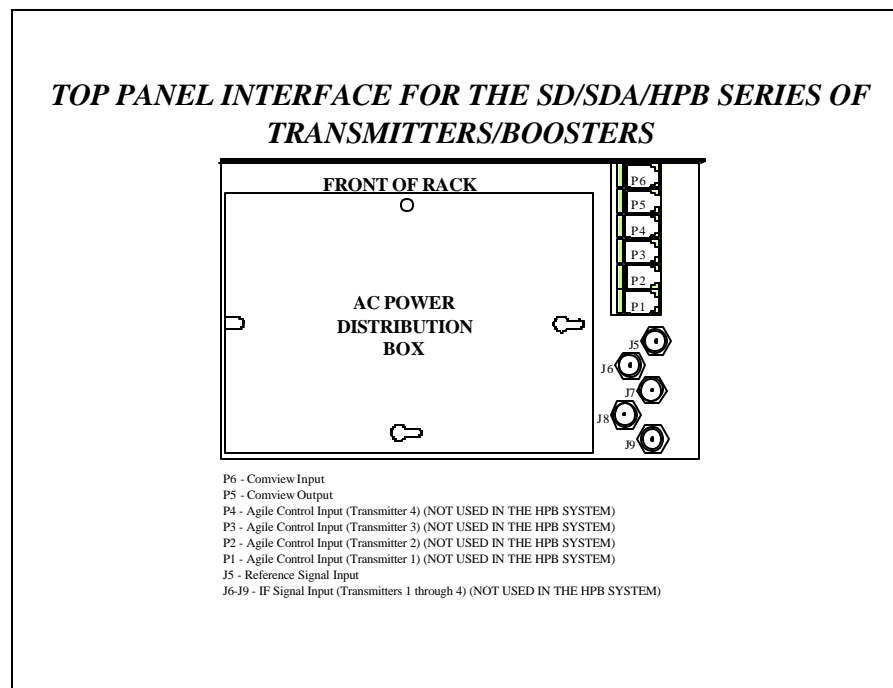 TOP PANEL INTERFACE FOR THE SD/SDA/HPB SERIES OF
TRANSMITTERS/BOOSTERS
FRONT OF RACK
P6
P5
P4
P3
P2
P1
AC POWER
DISTRIBUTION
BOX
J5
J6
J7
J8
J9
P6 - Comview Input
P5 - Comview Output
P4 - Agile Control Input (Transmitter 4) (NOT USED IN THE HPB SYSTEM)
P3 - Agile Control Input (Transmitter 3) (NOT USED IN THE HPB SYSTEM)
P2 - Agile Control Input (Transmitter 2) (NOT USED IN THE HPB SYSTEM)
P1 - Agile Control Input (Transmitter 1) (NOT USED IN THE HPB SYSTEM)
J5 - Reference Signal Input
J6-J9 - IF Signal Input (Transmitters 1 through 4) (NOT USED IN THE HPB SYSTEM)